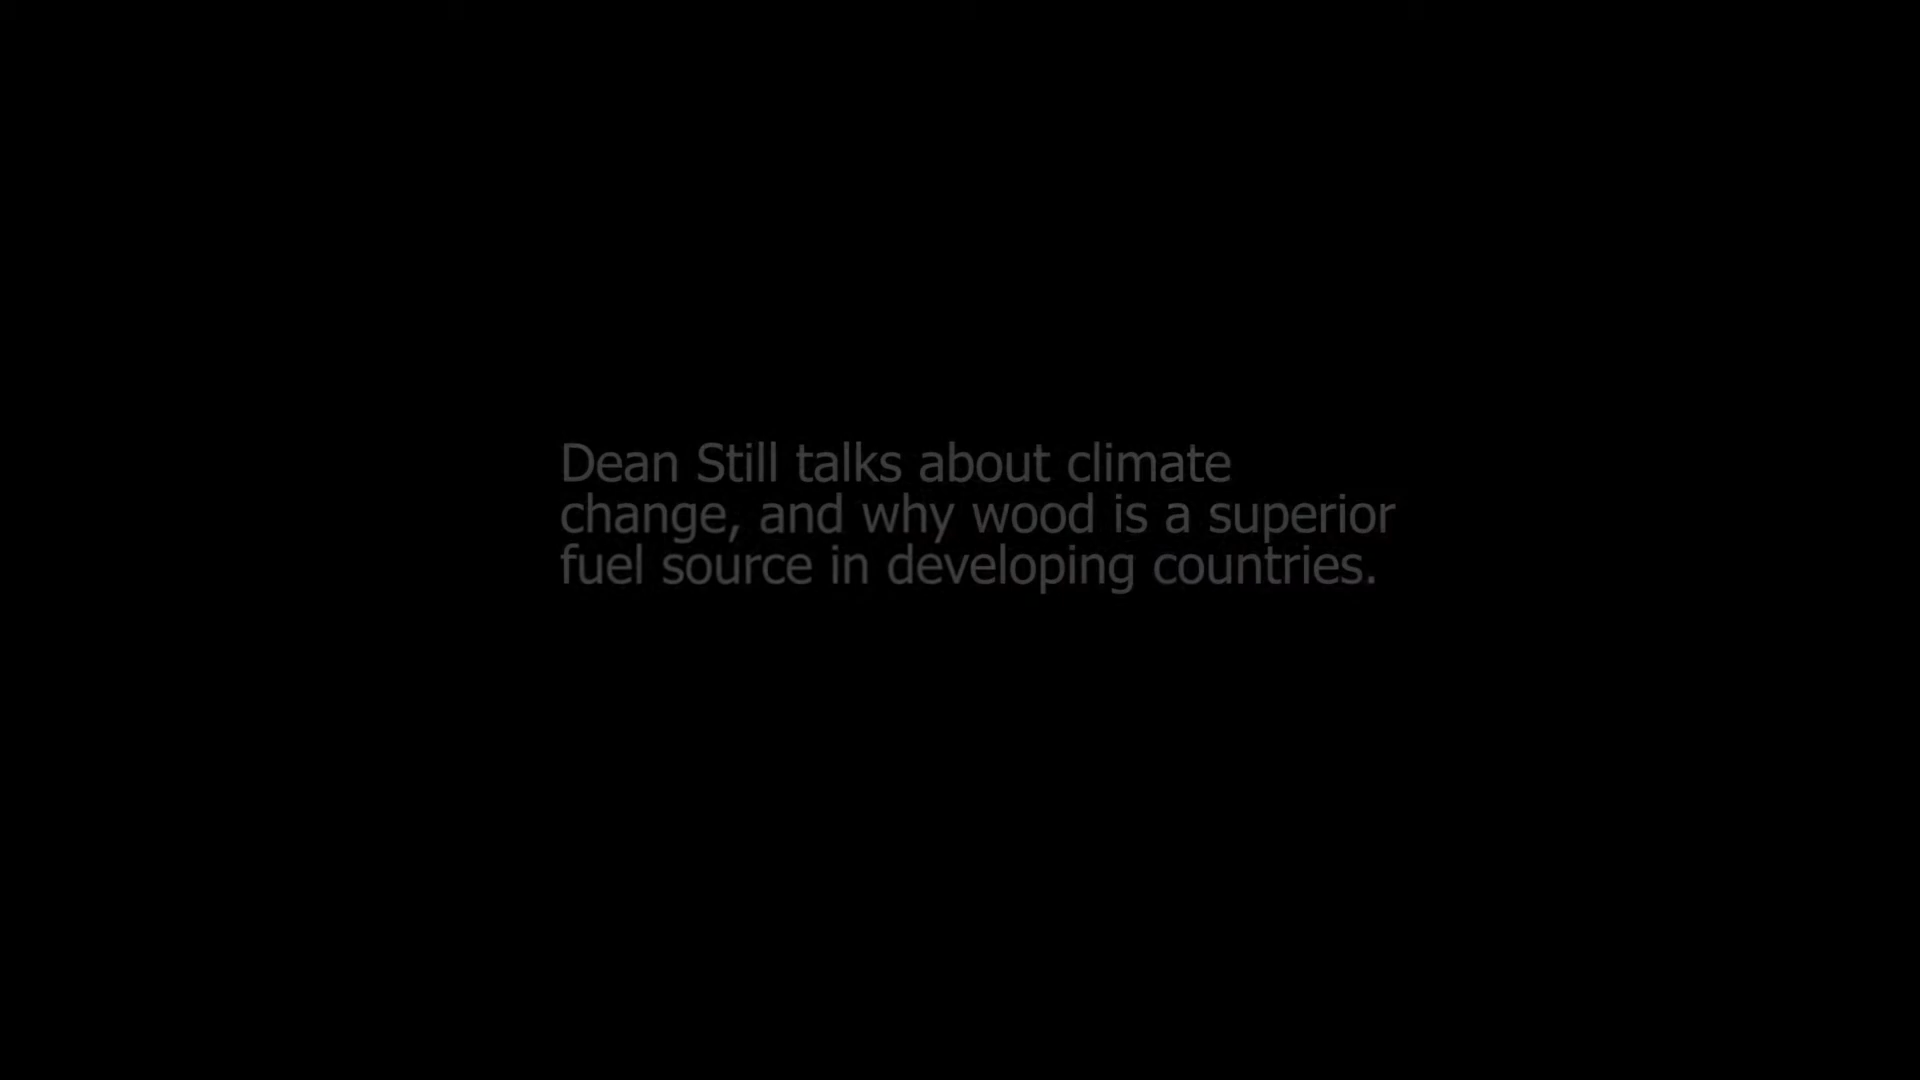 Dean Still talks about climate
change, and why wood is a superior
fuel source in developing countries.